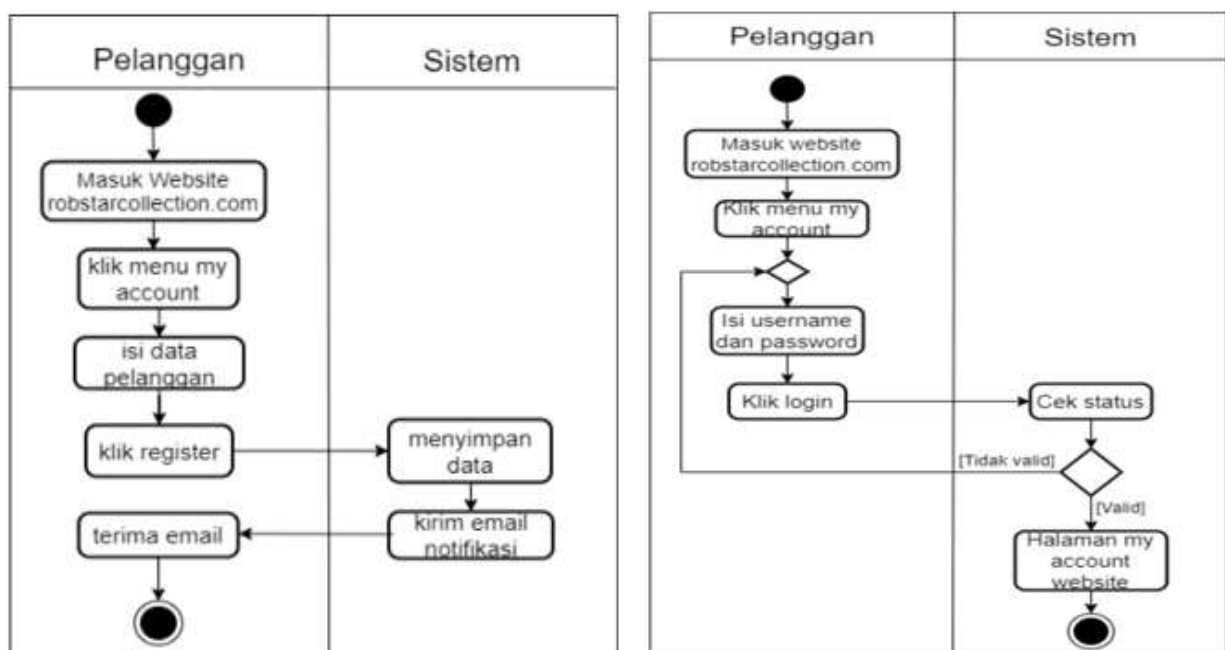 Pelanggan
Sistem
Masuk Website
robstarcollection.com
klik menu my
account
isi data
pelanggan
klik register
menyimpan
data
kirim email
notifikasi
terima email
Pelanggan
Sistem
Masuk website
robstarcollection.com
Klik menu my
account
Isi username
dan password
Klik login
Cek status
[Tidak valid]
[Valid]
Halaman my
account
website